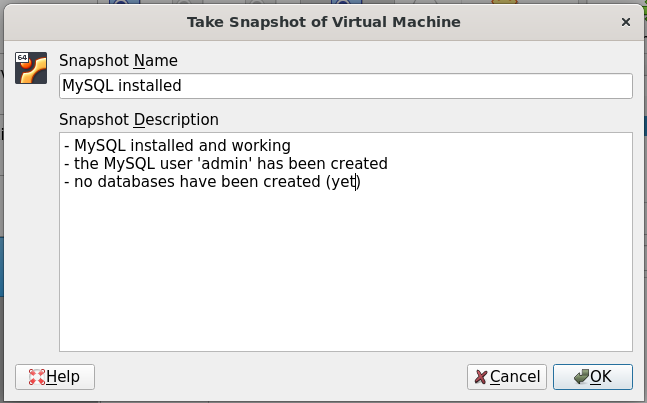 Take Snapshot of Virtual Machine
64
Snapshot Name
MySQL installed
Snapshot Description
- MySQL installed and working
- the MySQL user 'admin' has been created
- no databases have been created (yet)
Help
Cancel
OK